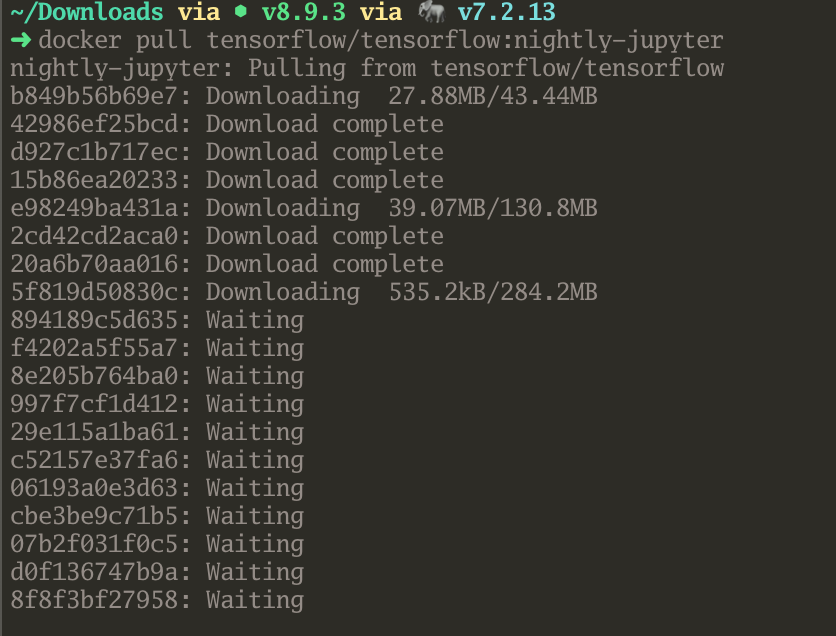 ~/Downloads via ⬢ v8.9.3 via 🐘 v7.2.13
➜ docker pull tensorflow/tensorflow:nightly-jupyter
nightly-jupyter: Pulling from tensorflow/tensorflow
b849b56b69e7: Downloading  27.88MB/43.44MB
42986ef25bcd: Download complete
d927c1b717ec: Download complete
15b86ea20233: Download complete
e98249ba431a: Downloading  39.07MB/130.8MB
2cd42cd2aca0: Download complete
20a6b70aa016: Download complete
5f819d50830c: Downloading  535.2kB/284.2MB
894189c5d635: Waiting
f4202a5f55a7: Waiting
8e205b764ba0: Waiting
997f7cf1d412: Waiting
29e115a1ba61: Waiting
c52157e37fa6: Waiting
06193a0e3d63: Waiting
cbe3be9c71b5: Waiting
07b2f031f0c5: Waiting
d0f136747b9a: Waiting
8f8f3bf27958: Waiting